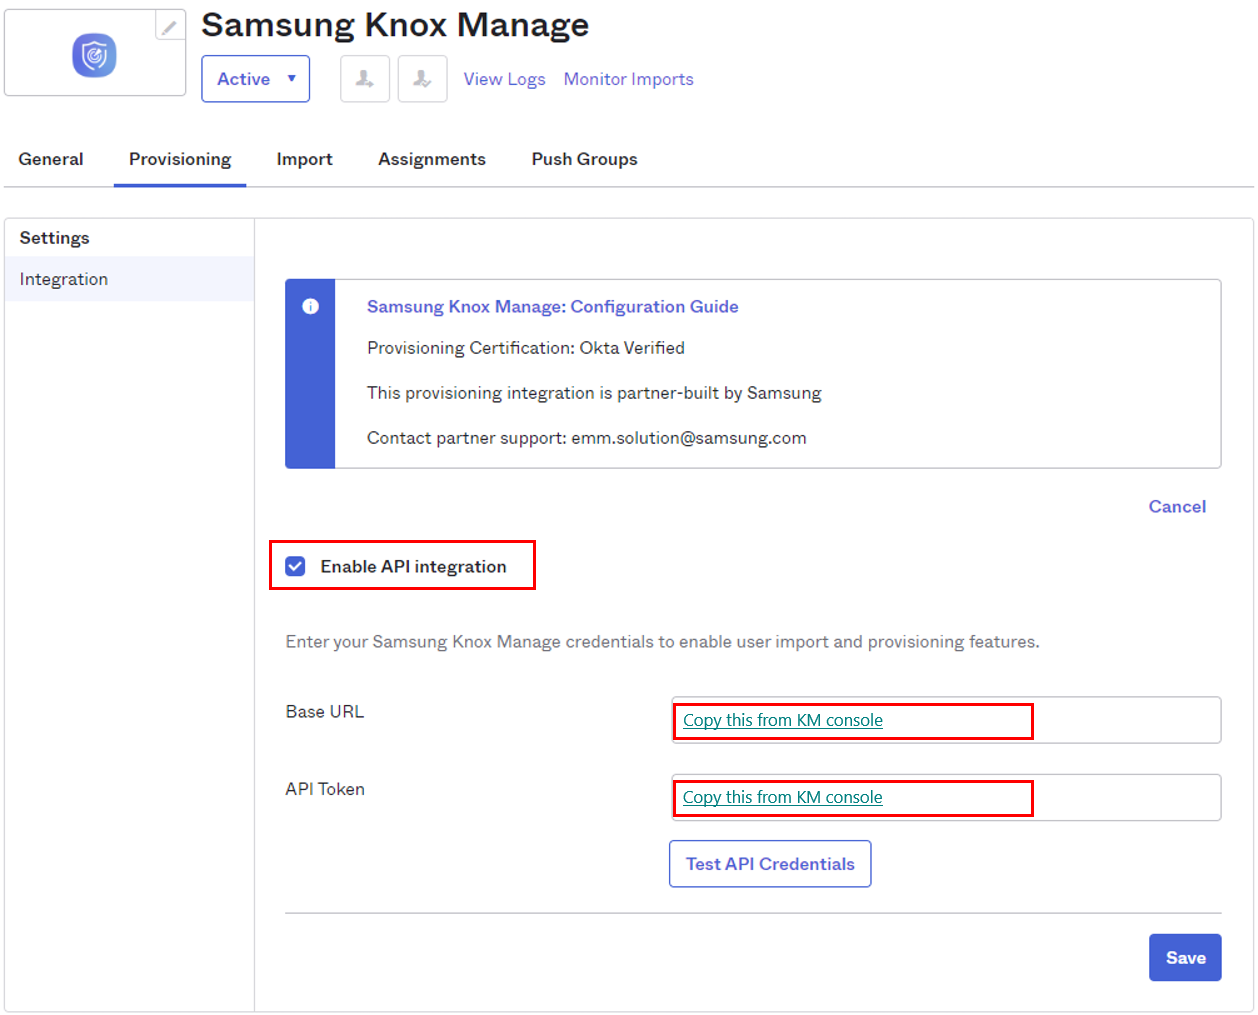 Samsung Knox Manage
Active
View Logs
Monitor Imports
General
Provisioning
Import
Assignments
Push Groups
Settings
Integration
Samsung Knox Manage: Configuration Guide
Provisioning Certification: Okta Verified
This provisioning integration is partner-built by Samsung
Contact partner support: emm.solution@samsung.com
Cancel
Enable API integration
Enter your Samsung Knox Manage credentials to enable user import and provisioning features.
Base URL
Copy this from KM console
API Token
Copy this from KM console
Test API Credentials
Save